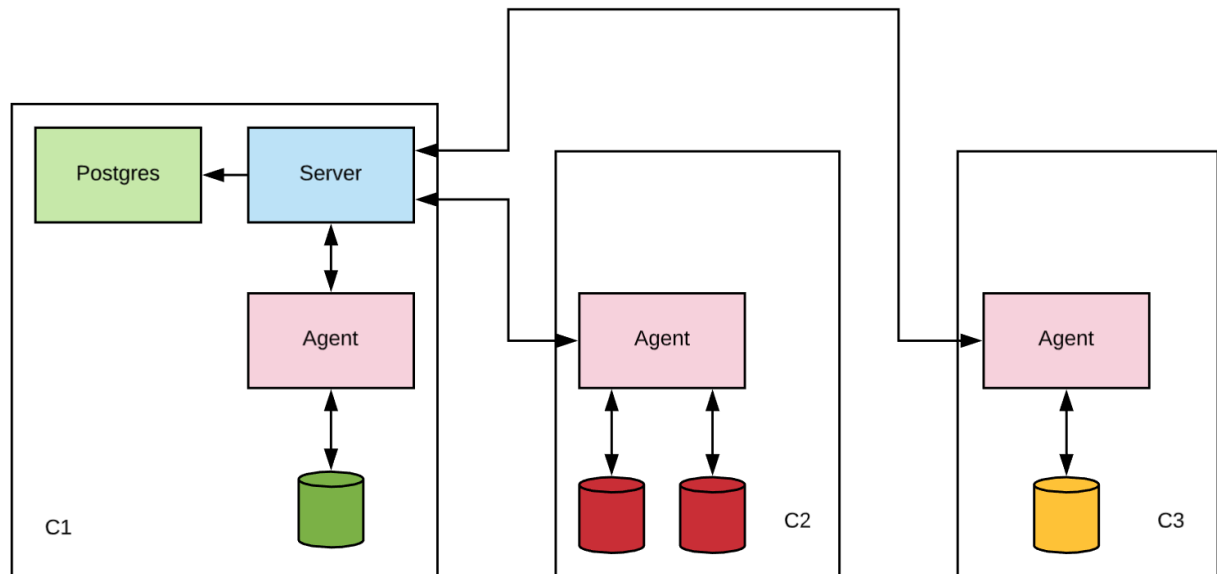 Postgres
Server
Agent
Agent
Agent
C1
C2
C3